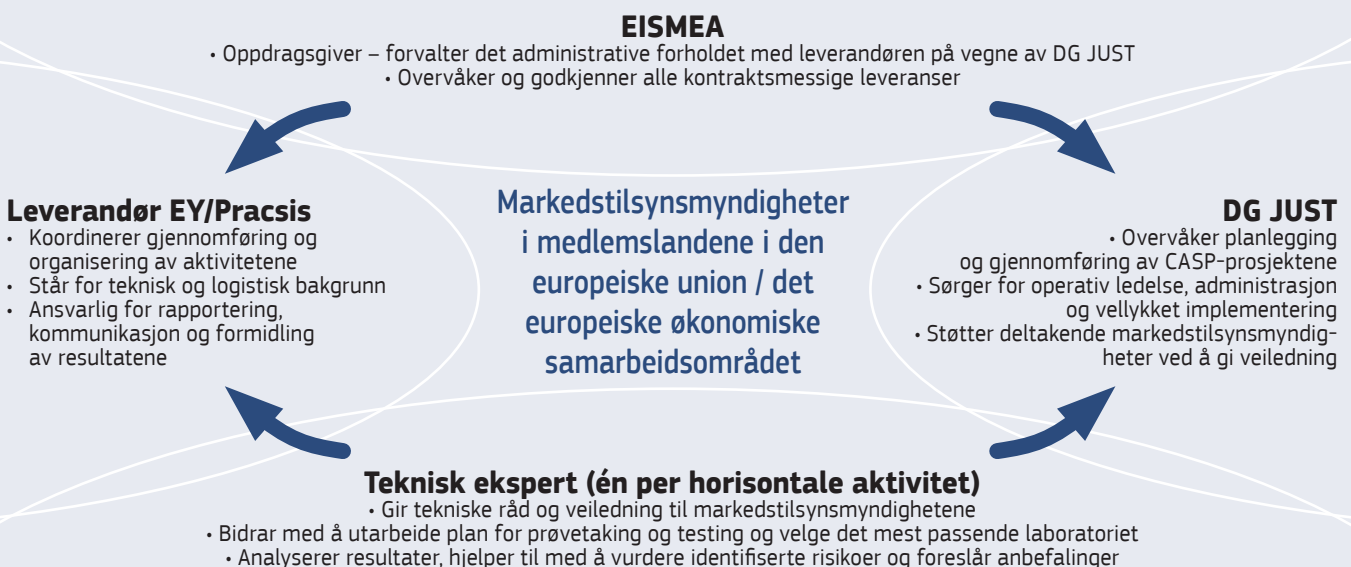 EISMEA
• Oppdragsgiver – forvalter det administrative forholdet med leverandøren på vegne av DG JUST
• Overvåker og godkjenner alle kontraktsmessige leveranser
Leverandør EY/Pracsis
• Koordinerer gjennomføring og
organisering av aktivitetene
• Står for teknisk og logistisk bakgrunn
• Ansvarlig for rapportering,
kommunikasjon og formidling
av resultatene
Markedstilsynsmyndigheter
i medlemslandene i den
europeiske union / det
europeiske økonomiske
samarbeidsområdet
DG JUST
• Overvåker planlegging
og gjennomføring av CASP-prosjektene
• Sørger for operativ ledelse, administrasjon
og vellykket implementering
• Støtter deltakende markedstilsynsmyndig-
heter ved å gi veiledning
Teknisk ekspert (én per horisontale aktivitet)
• Gir tekniske råd og veiledning til markedstilsynsmyndighetene
• Bidrar med å utarbeide plan for prøvetaking og testing og velge det mest passende laboratoriet
• Analyserer resultater, hjelper til med å vurdere identifiserte risikoer og foreslår anbefalinger